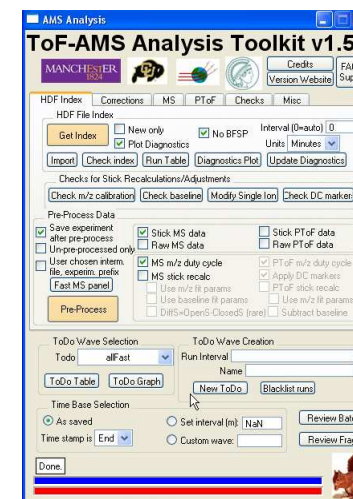 AMS Analysis
ToF-AMS Analysis Toolkit v1.5
MANCHESTER
1824
Credits
Version Website
HDF Index Corrections MS PToF Checks Misc
HDF File Index
Get Index
New only
No BFSP
Interval (0=auto) 0
Plot Diagnostics
Units Minutes
Import Check index Run Table Diagnostics Plot Update Diagnostics
Checks for Stick Recalculations/Adjustments
Check m/z calibration Check baseline Modify Single Ion Check DC marker
Pre-Process Data
Save experiment
after pre-process
Un-pre-processed only
User chosen interm.
file, experim. prefix
Fast MS panel
Pre-Process
Stick MS data
Raw MS data
Stick PToF data
Raw PToF data
MS m/z duty cycle
MS stick recalc
Use m/z fit params
Use baseline fit params
DiffS=OpenS-ClosedS (rare)
PToF m/z duty cycle
Apply DC markers
PToF stick recalc
Use m/z fit params
Subtract baseline
ToDo Wave Selection
Todo allFast
ToDo Table ToDo Graph
ToDo Wave Creation
Run Interval
Name
New ToDo Blacklist runs
Time Base Selection
As saved
Time stamp is End
Set interval (m): NaN
Custom wave:
Review Bat
Review Fra
Done.